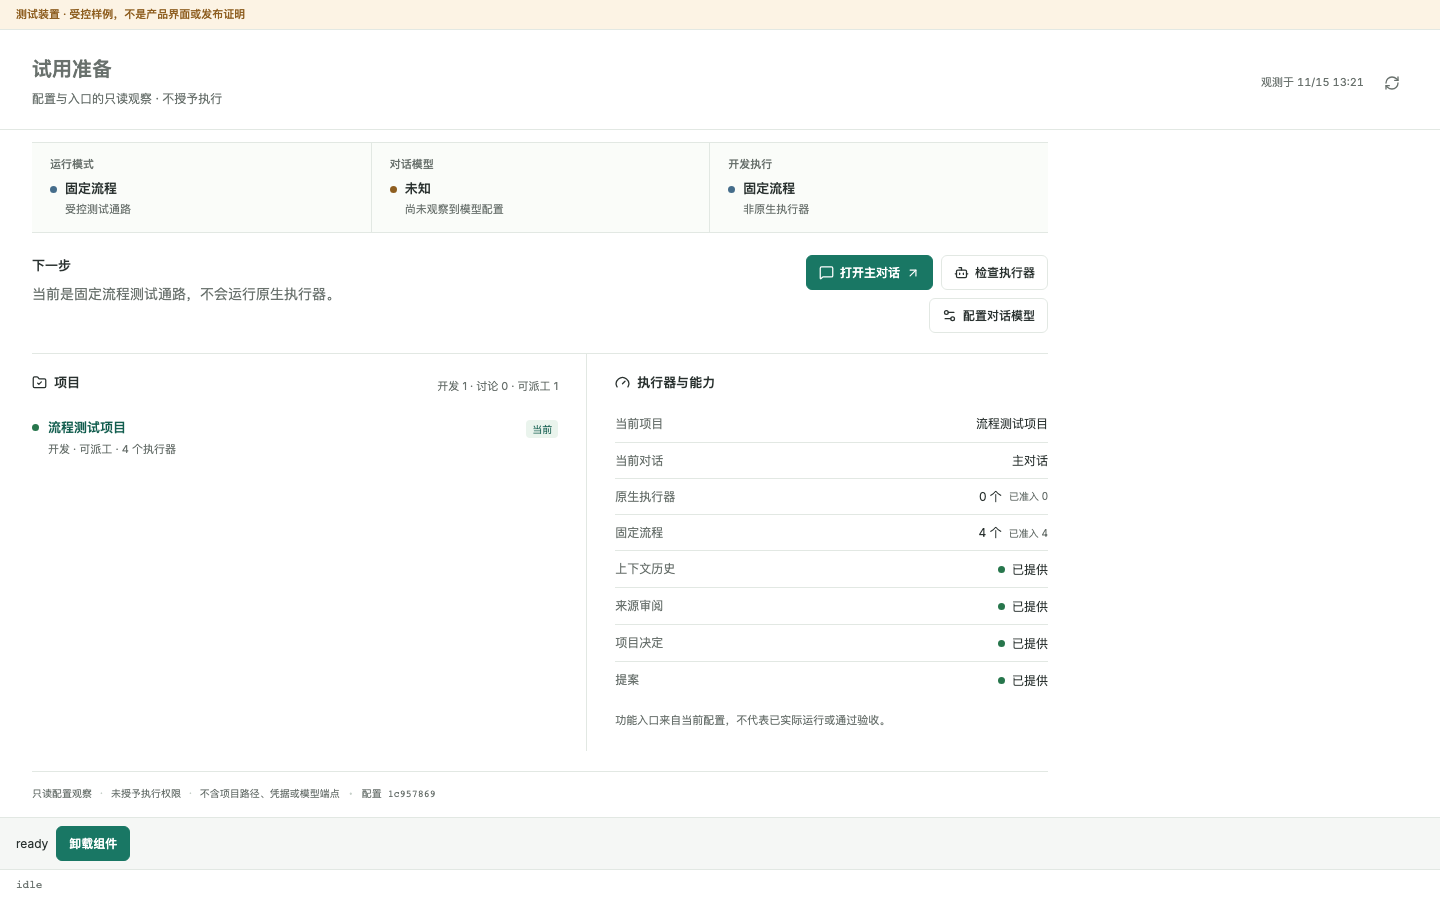 测试装置 · 受控样例，不是产品界面或发布证明
试用准备
配置与入口的只读观察 · 不授予执行
观测于 11/15 13:21
运行模式
固定流程
受控测试通路
对话模型
未知
尚未观察到模型配置
开发执行
固定流程
非原生执行器
下一步
当前是固定流程测试通路，不会运行原生执行器。
打开主对话
检查执行器
配置对话模型
项目
开发 1 · 讨论 0 · 可派工 1
流程测试项目
当前
开发 · 可派工 · 4 个执行器
执行器与能力
当前项目 流程测试项目
当前对话 主对话
原生执行器 0 个 已准入 0
固定流程 4 个 已准入 4
上下文历史 已提供
来源审阅 已提供
项目决定 已提供
提案 已提供
功能入口来自当前配置，不代表已实际运行或通过验收。
只读配置观察 · 未授予执行权限 · 不含项目路径、凭据或模型端点 · 配置 1c957869
ready 卸载组件
idle